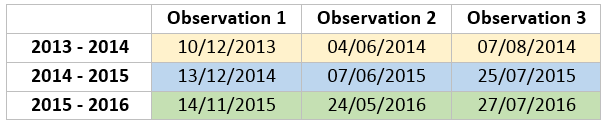 Observation 1 Observation 2 Observation 3
2013 - 2014 10/12/2013 04/06/2014 07/08/2014
2014 - 2015 13/12/2014 07/06/2015 25/07/2015
2015 - 2016 14/11/2015 24/05/2016 27/07/2016